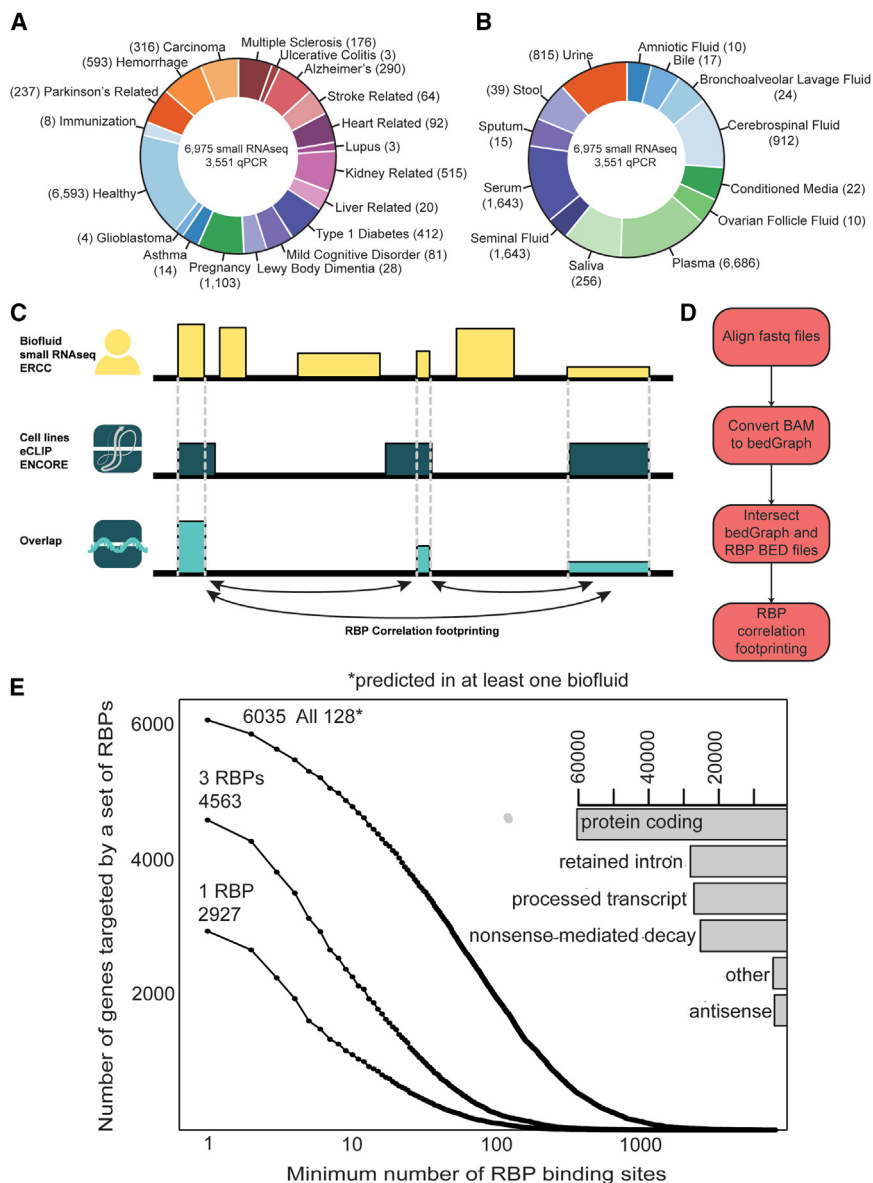 A
(316) Carcinoma
(593) Hemorrhage
(237) Parkinson's Related
(8) Immunization
(6,593) Healthy
(4) Glioblastoma
Asthma
(14)
Pregnancy
(1,103)
Multiple Sclerosis (176)
Ulcerative Colitis (3)
Alzheimer's (290)
Stroke Related (64)
Heart Related (92)
Lupus (3)
Kidney Related (515)
Liver Related (20)
Type 1 Diabetes (412)
Mild Cognitive Disorder (81)
Lewy Body Dimentia (28)
6,975 small RNAseq
3,551 qPCR
B
(815) Urine
(39) Stool
Sputum
(15)
Serum
(1,643)
Seminal Fluid
(1,643)
Saliva
(256)
Amniotic Fluid (10)
Bile (17)
Bronchoalveolar Lavage Fluid
(24)
Cerebrospinal Fluid
(912)
Conditioned Media (22)
Ovarian Follicle Fluid (10)
Plasma (6,686)
6,975 small RNAseq
3,551 qPCR
C
Biofluid
small RNAseq
ERCC
Cell lines
eCLIP
ENCORE
Overlap
RBP Correlation footprinting
D
Align fastq files
Convert BAM
to bedGraph
Intersect
bedGraph and
RBP BED files
RBP
correlation
footprinting
E
*predicted in at least one biofluid
Number of genes targeted by a set of RBPs
6000
4000
2000
6035 All 128*
3 RBPs
4563
1 RBP
2927
60000
40000
20000
protein coding
retained intron
processed transcript
nonsense-mediated decay
other
antisense
1
10
100
1000
Minimum number of RBP binding sites